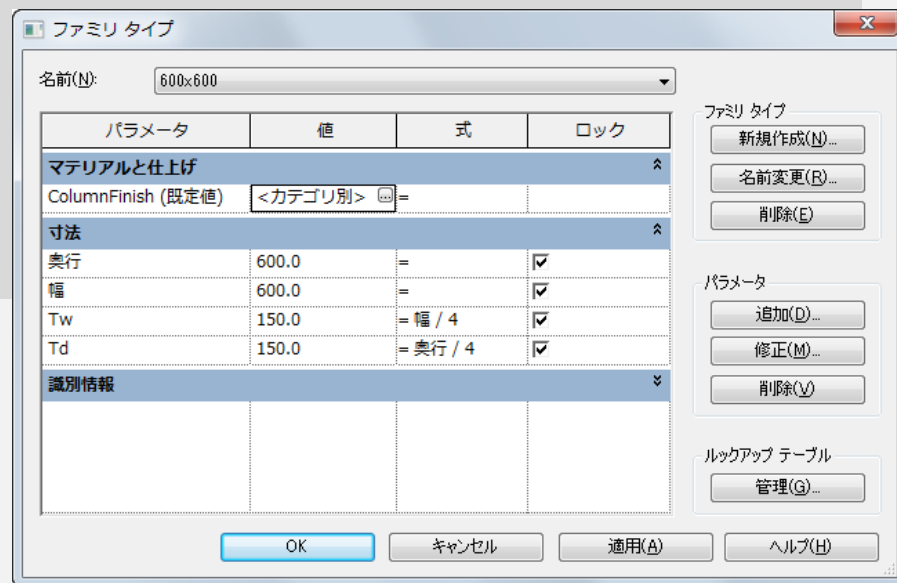 ファミリ タイプ
名前(N): 600x600
パラメータ 値 式 ロック
マテリアルと仕上げ
ColumnFinish (既定値) <カテゴリ別> =
寸法
奥行 600.0 =
幅 600.0 =
Tw 150.0 = 幅 / 4
Td 150.0 = 奥行 / 4
識別情報
ファミリ タイプ
新規作成(N)...
名前変更(R)...
削除(E)
パラメータ
追加(D)...
修正(M)...
削除(V)
ルックアップ テーブル
管理(G)...
OK キャンセル 適用(A) ヘルプ(H)